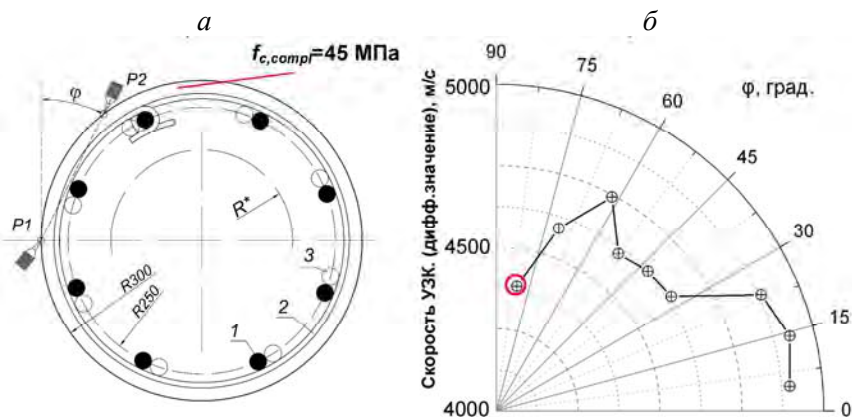 а
б
f_c,compl=45 МПа
P2
φ
P1
R*
R300
R250
3
2
1
Скорость УЗК. (дифф.значение), м/с
5000
4500
4000
φ, град.
90
75
60
45
30
15
0